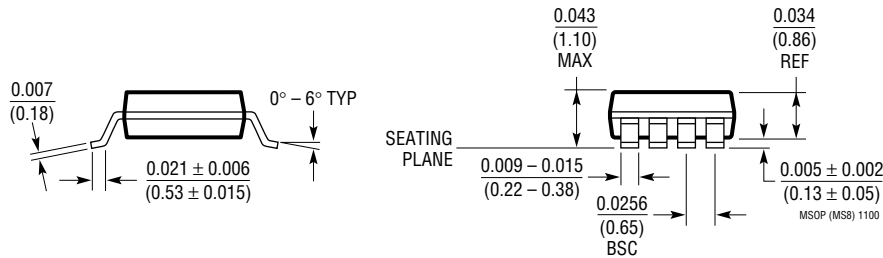 0.007
(0.18)
0° – 6° TYP
0.021 ± 0.006
(0.53 ± 0.015)
SEATING
PLANE
0.043
(1.10)
MAX
0.034
(0.86)
REF
0.009 – 0.015
(0.22 – 0.38)
0.0256
(0.65)
BSC
0.005 ± 0.002
(0.13 ± 0.05)
MSOP (MS8) 1100